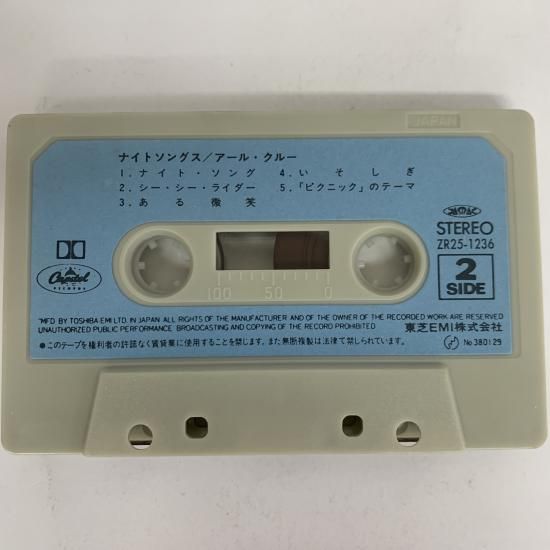 JAPAN
ナイトソングス/アール・クルー
1. ナイト・ソング
2. シー・シー・ライダー
3. ある微笑
4. いそしぎ
5. 「ピクニック」のテーマ
STEREO
ZR25-1236
2
SIDE
Capitol
RECORDS
100 50 0
*MFD BY TOSHIBA EMI LTD. IN JAPAN ALL RIGHTS OF THE MANUFACTURER AND OF THE OWNER OF THE RECORDED WORK ARE RESERVED
UNAUTHORIZED PUBLIC PERFORMANCE BROADCASTING AND COPYING OF THE RECORD PROHIBITED
東芝EMI株式会社
●このテープを権利者の許諾なく賃貸業に使用することを禁じます。また無断複製は法律で禁じられています。
No 380129